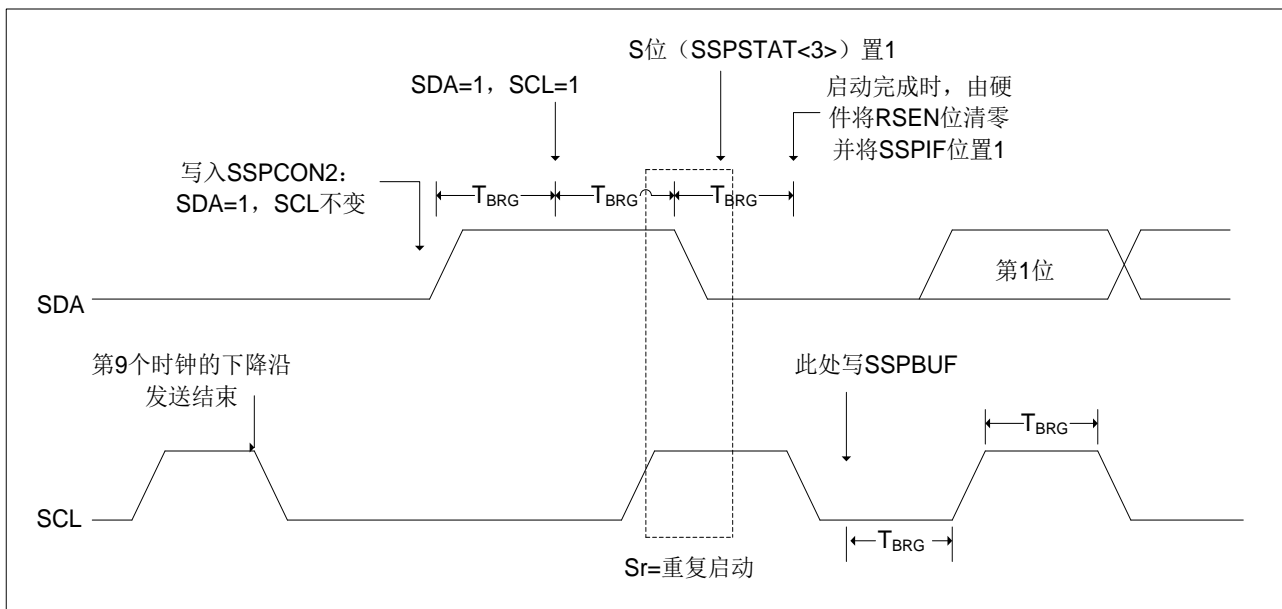 S位（SSPSTAT<3>）置1
SDA=1，SCL=1
启动完成时，由硬
件将RSEN位清零
并将SSPIF位置1
写入SSPCON2：
SDA=1，SCL不变
TBRG
TBRG
TBRG
第1位
SDA
第9个时钟的下降沿
发送结束
此处写SSPBUF
TBRG
SCL
TBRG
Sr=重复启动